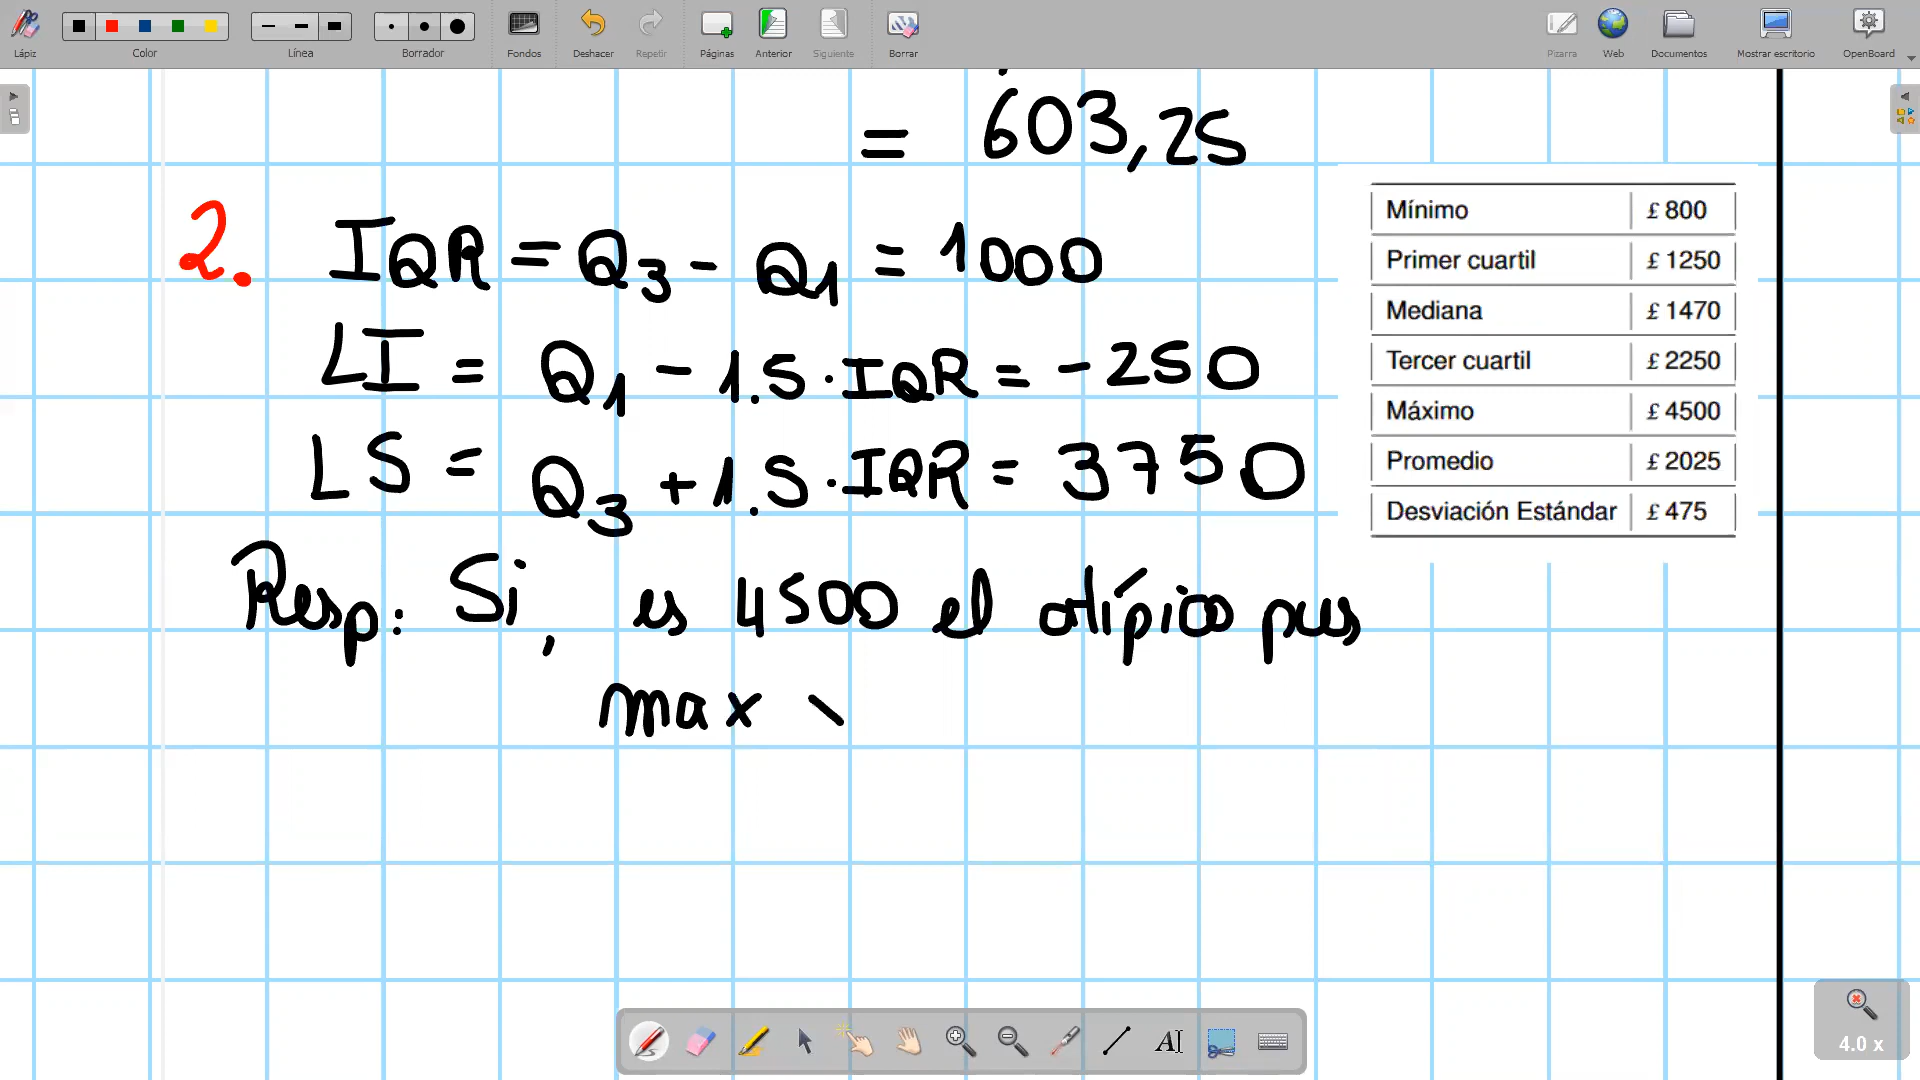 Lápiz
Color
Línea
Borrador
Fondos
Deshacer
Repetir
Páginas
Anterior
Siguiente
Borrar
Pizarra
Web
Documentos
Mostrar escritorio
OpenBoard
= 603,25
2. IQR = Q3 - Q1 = 1000
LI = Q1 - 1.5 · IQR = -250
LS = Q3 + 1.5 · IQR = 3750
Resp: Si, es 4500 el atípico pues
max
Mínimo £ 800
Primer cuartil £ 1250
Mediana £ 1470
Tercer cuartil £ 2250
Máximo £ 4500
Promedio £ 2025
Desviación Estándar £ 475
4.0 x